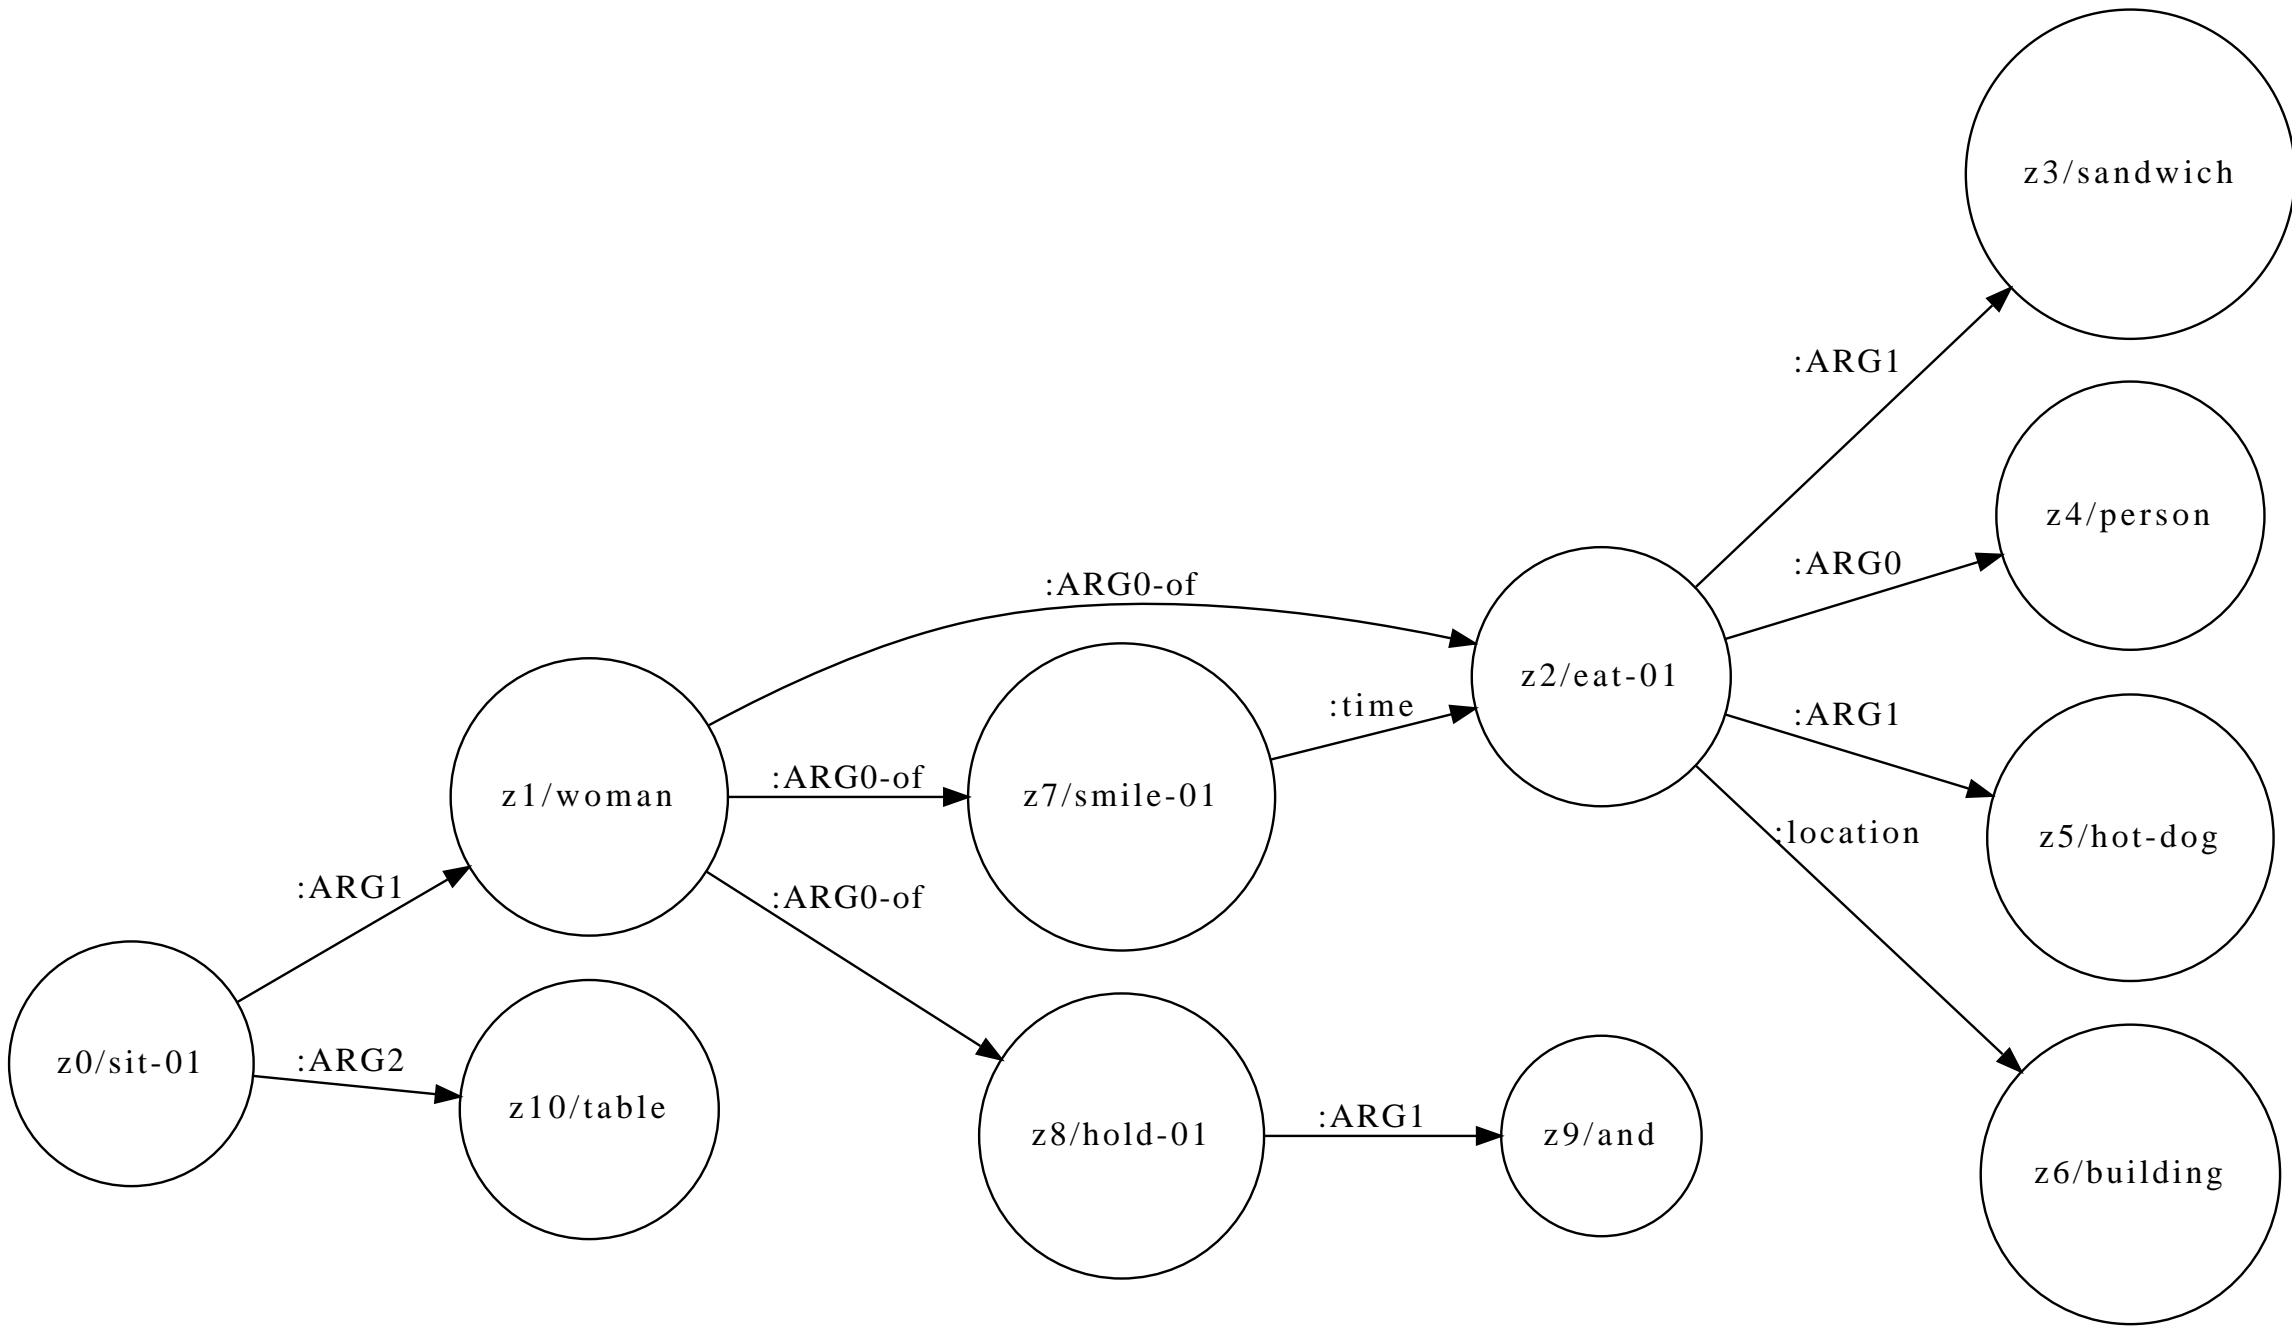 z3/sandwich
:ARG1
z4/person
:ARG0
:ARG0-of
z2/eat-01
:time
:ARG1
:ARG0-of
z1/woman
z7/smile-01
:location
z5/hot-dog
:ARG1
:ARG0-of
z0/sit-01
:ARG2
z10/table
z8/hold-01
:ARG1
z9/and
z6/building